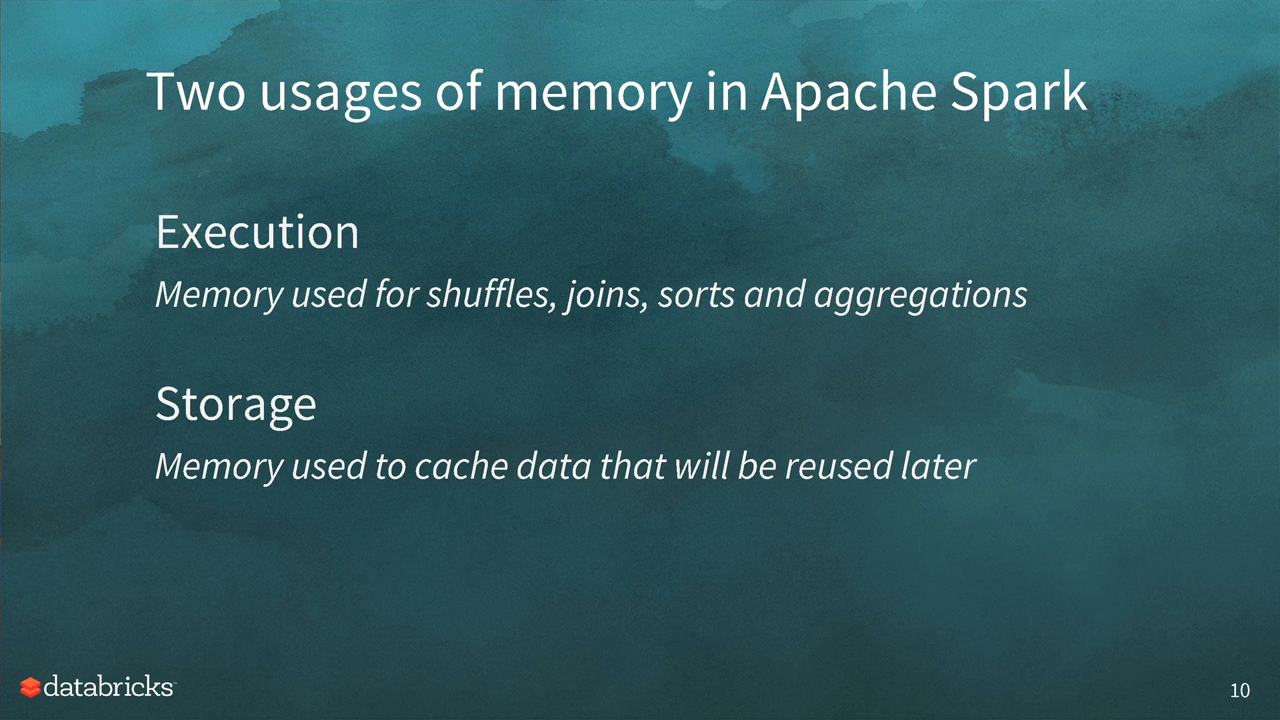 Two usages of memory in Apache Spark
Execution
Memory used for shuffles, joins, sorts and aggregations
Storage
Memory used to cache data that will be reused later
databricks™
10